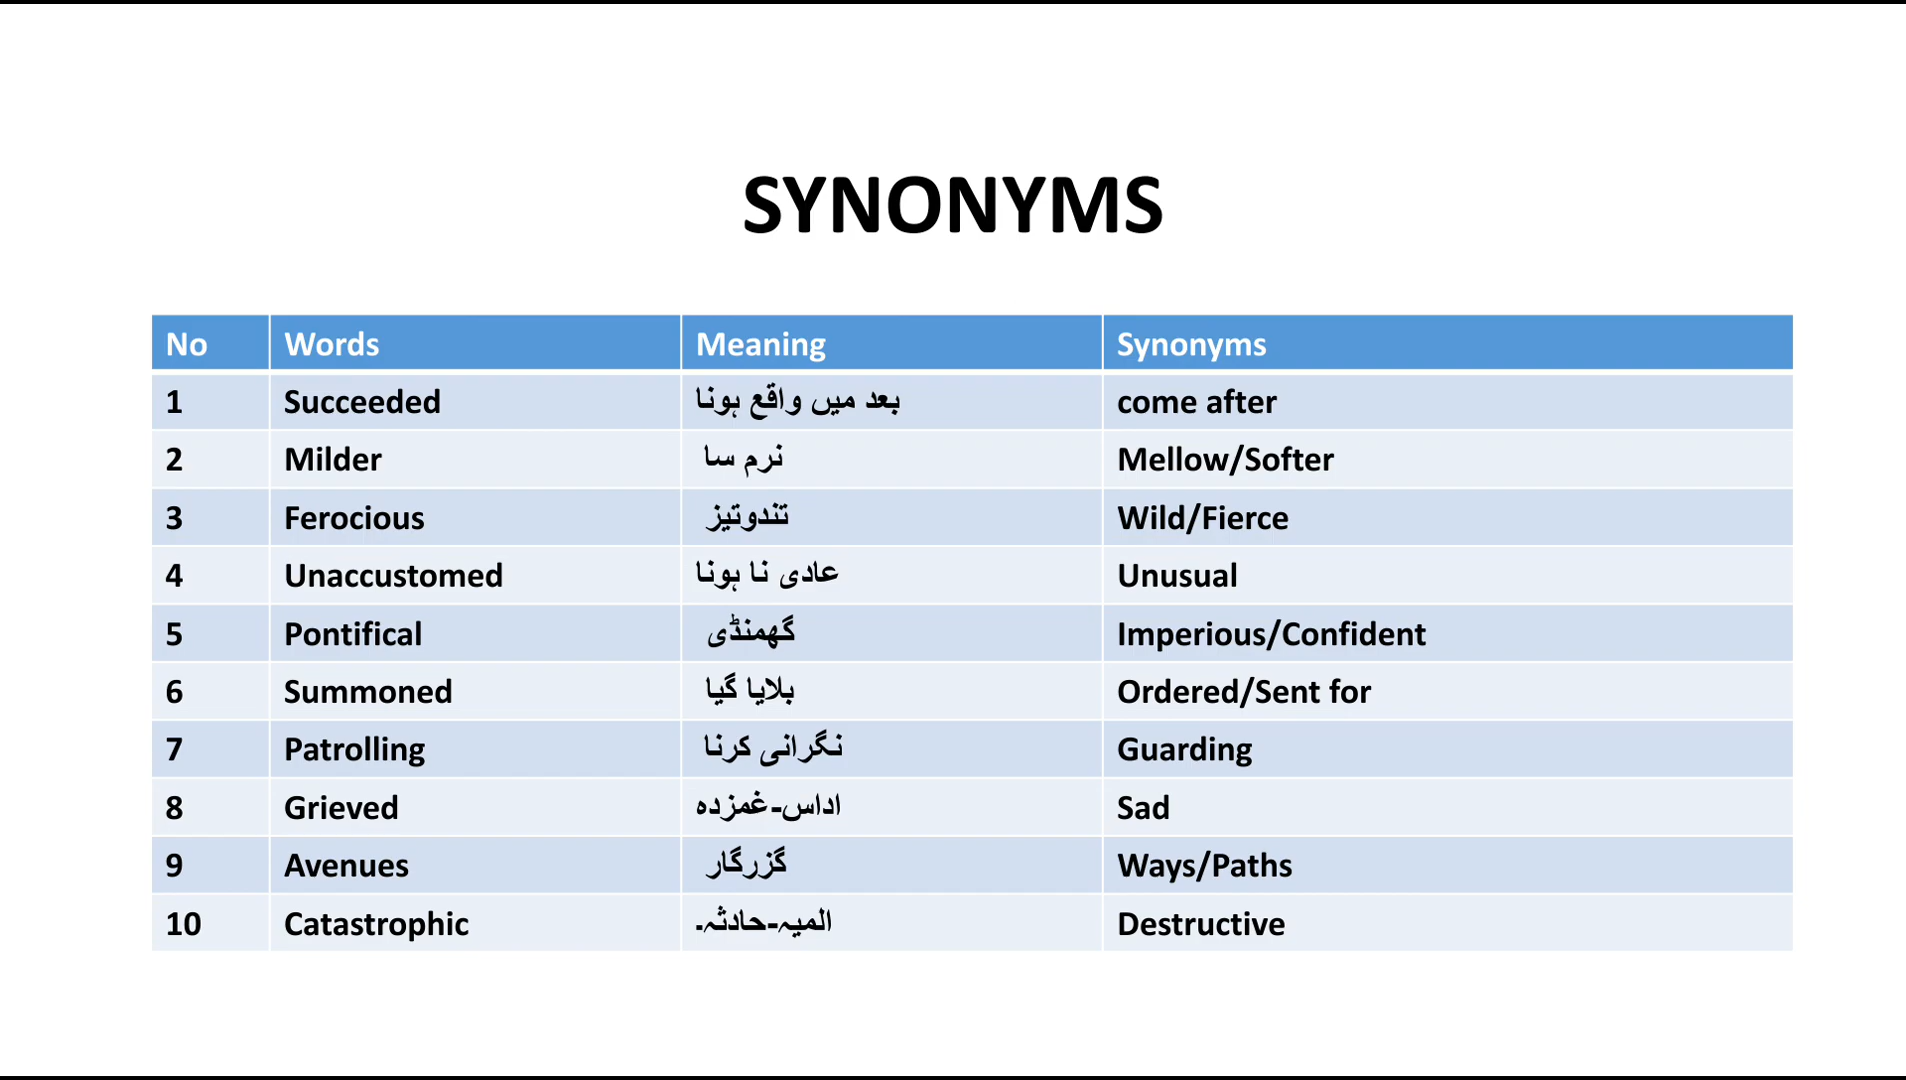 SYNONYMS
No Words Meaning Synonyms
1 Succeeded بعد میں واقع ہونا come after
2 Milder نرم سا Mellow/Softer
3 Ferocious تندوتیز Wild/Fierce
4 Unaccustomed عادی نا ہونا Unusual
5 Pontifical گھمنڈی Imperious/Confident
6 Summoned بلایا گیا Ordered/Sent for
7 Patrolling نگرانی کرنا Guarding
8 Grieved اداس-غمزدہ Sad
9 Avenues گزرگار Ways/Paths
10 Catastrophic المیہ-حادثہ- Destructive